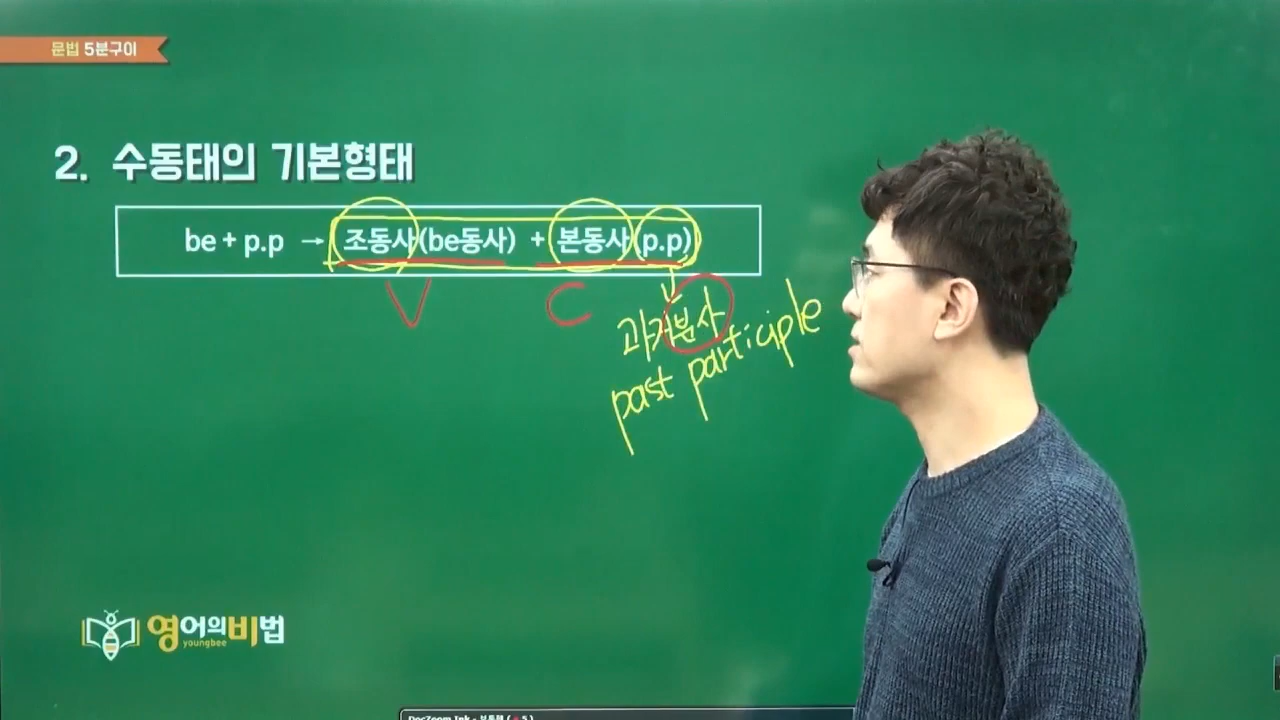 문법 5분구이
2. 수동태의 기본형태
be + p.p → 조동사(be동사) + 본동사(p.p)
V C
과거분사
past participle
영어의비법
youngbee